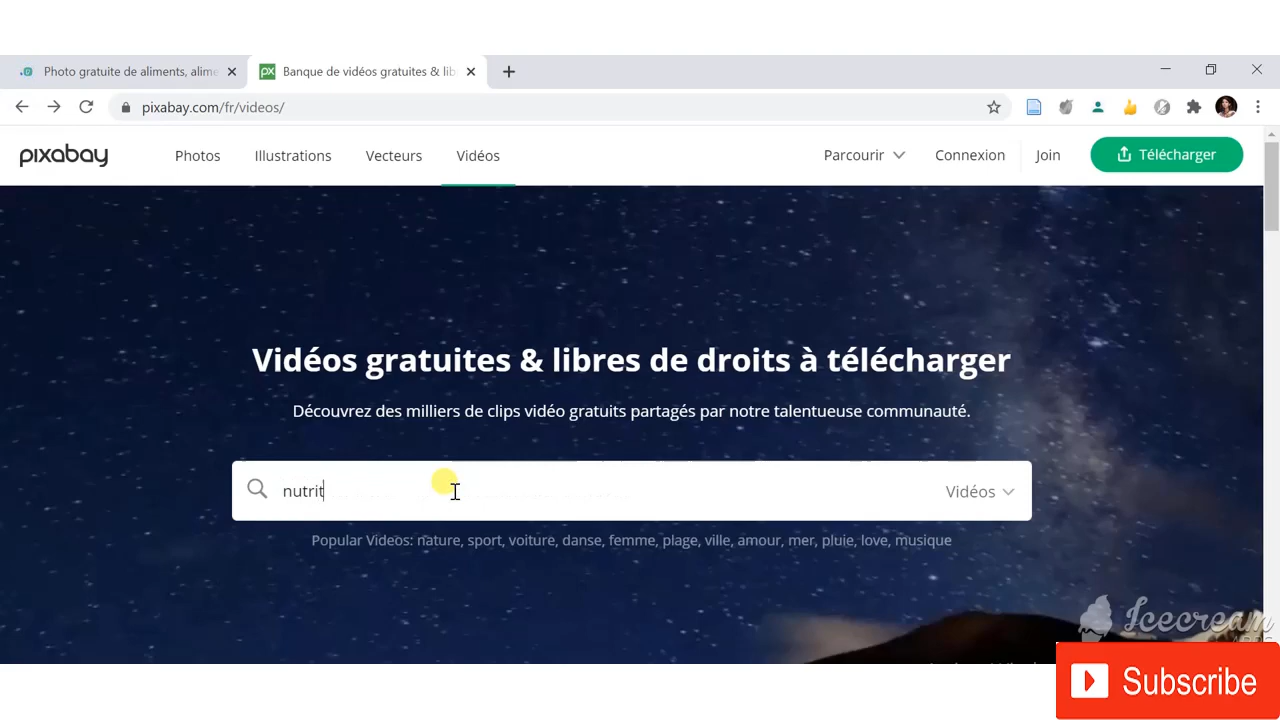 Photo gratuite de aliments, alime
Banque de vidéos gratuites & lib
pixabay.com/fr/videos/
pixabay
Photos
Illustrations
Vecteurs
Vidéos
Parcourir
Connexion
Join
Télécharger
Vidéos gratuites & libres de droits à télécharger
Découvrez des milliers de clips vidéo gratuits partagés par notre talentueuse communauté.
nutrit
Vidéos
Popular Videos: nature, sport, voiture, danse, femme, plage, ville, amour, mer, pluie, love, musique
Icecream
Subscribe